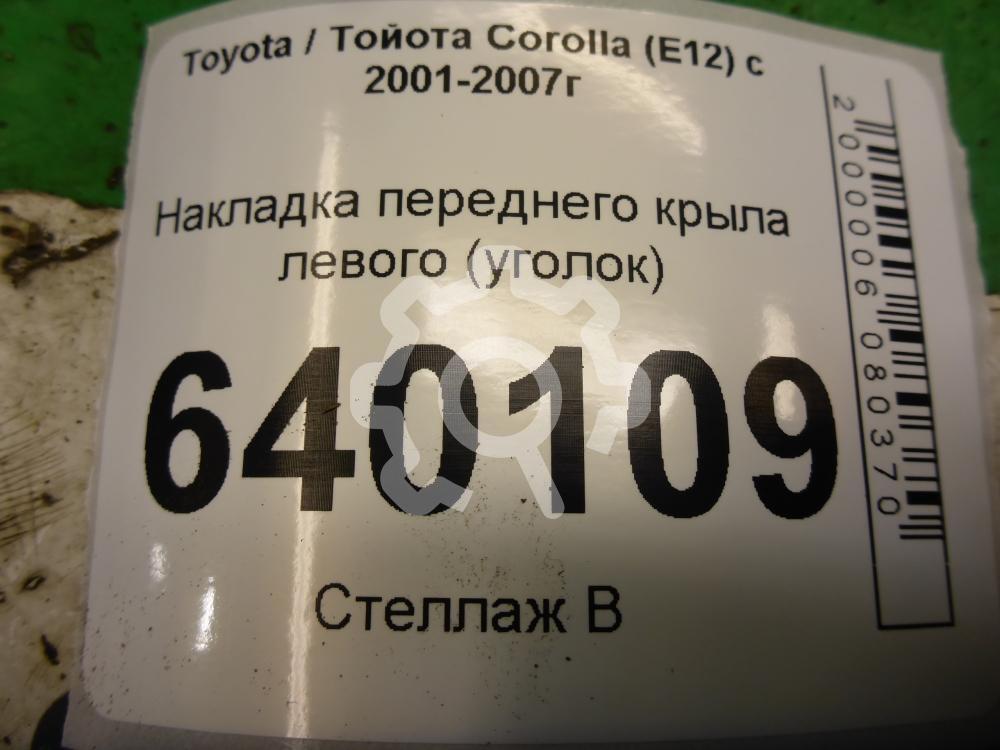 Toyota / Тойота Corolla (E12) с
2001-2007г
Накладка переднего крыла
левого (уголок)
640109
Стеллаж В
2000006080370